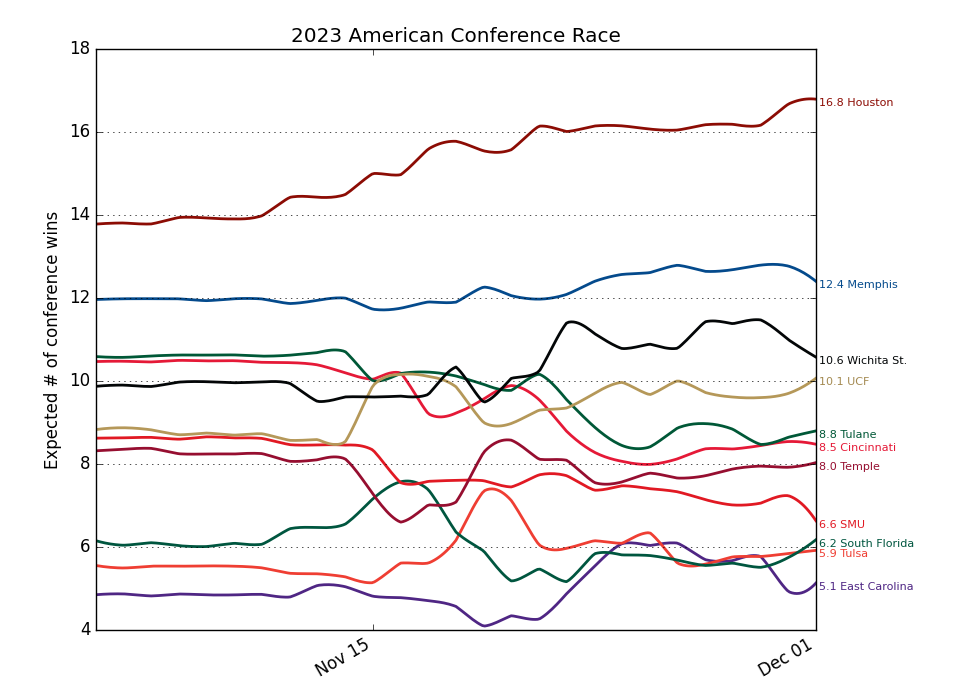 2023 American Conference Race
Expected # of conference wins
18
16
14
12
10
8
6
4
16.8 Houston
12.4 Memphis
10.6 Wichita St.
10.1 UCF
8.8 Tulane
8.5 Cincinnati
8.0 Temple
6.6 SMU
6.2 South Florida
5.9 Tulsa
5.1 East Carolina
Nov 15
Dec 01